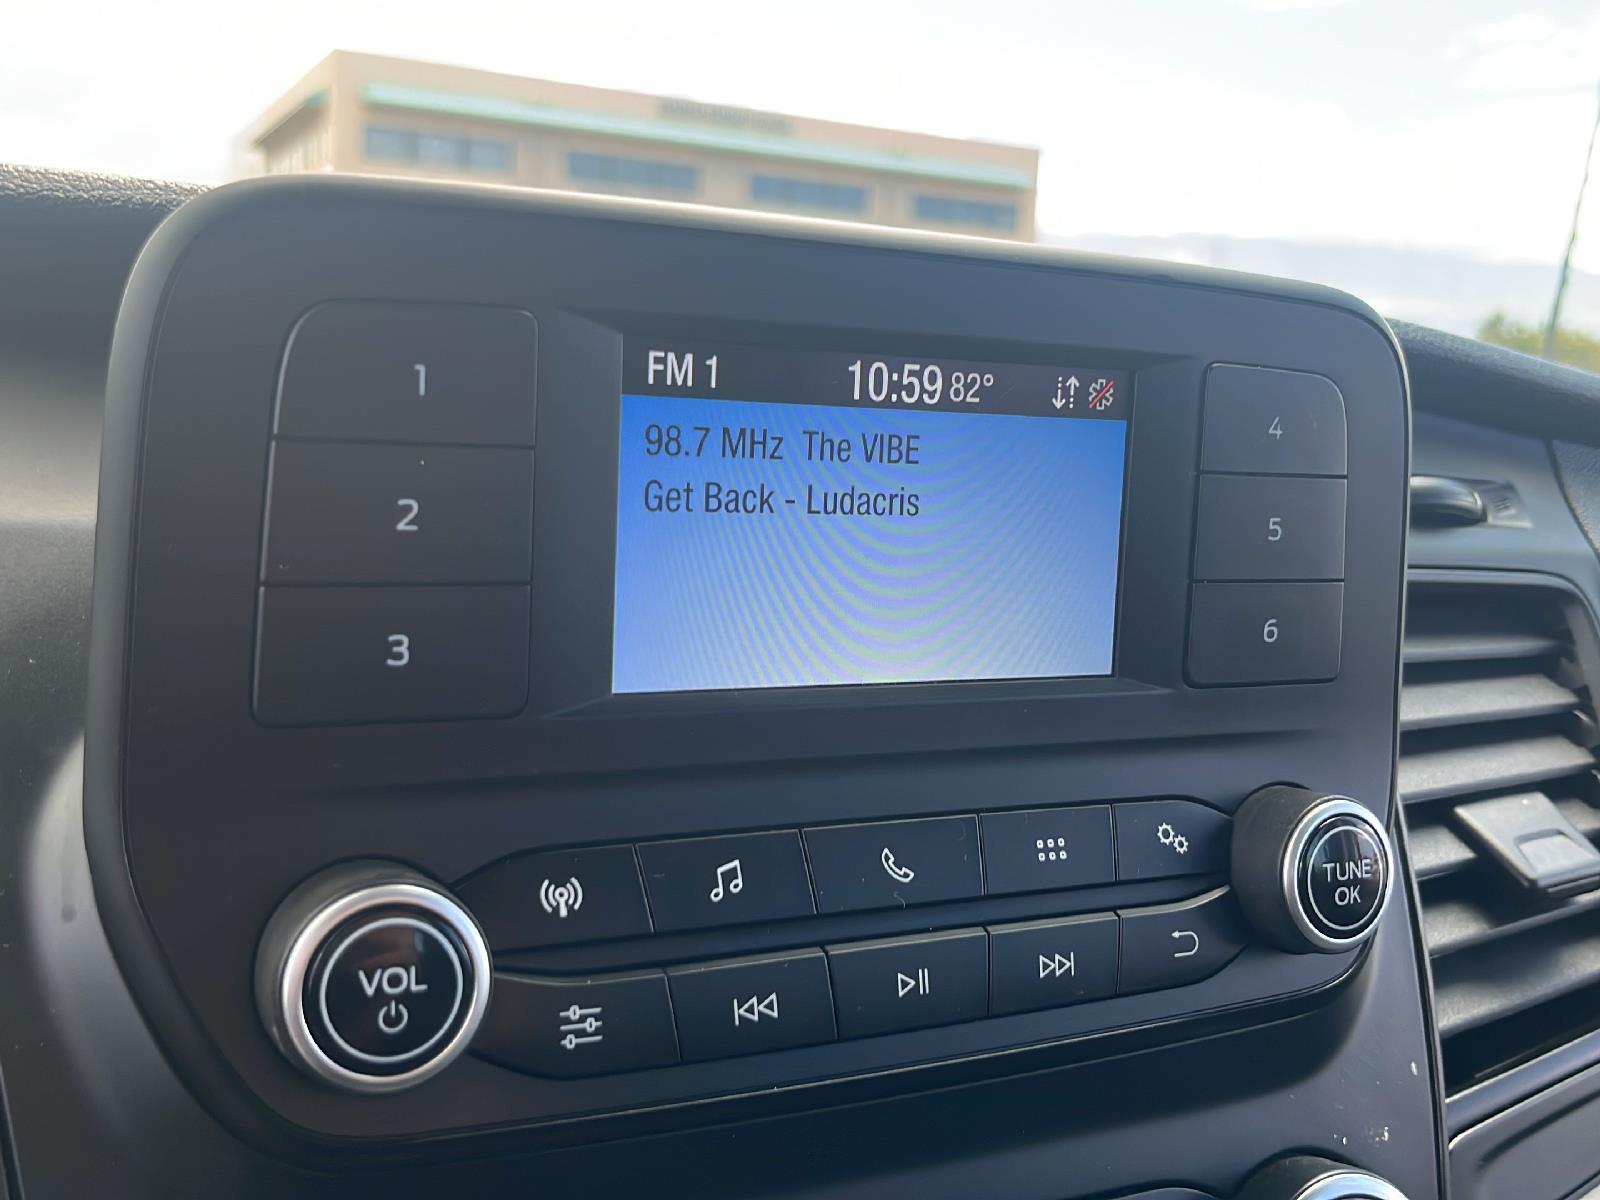 FM 1 10:59 82°
98.7 MHz The VIBE
Get Back - Ludacris
1
2
3
4
5
6
VOL
TUNE
OK